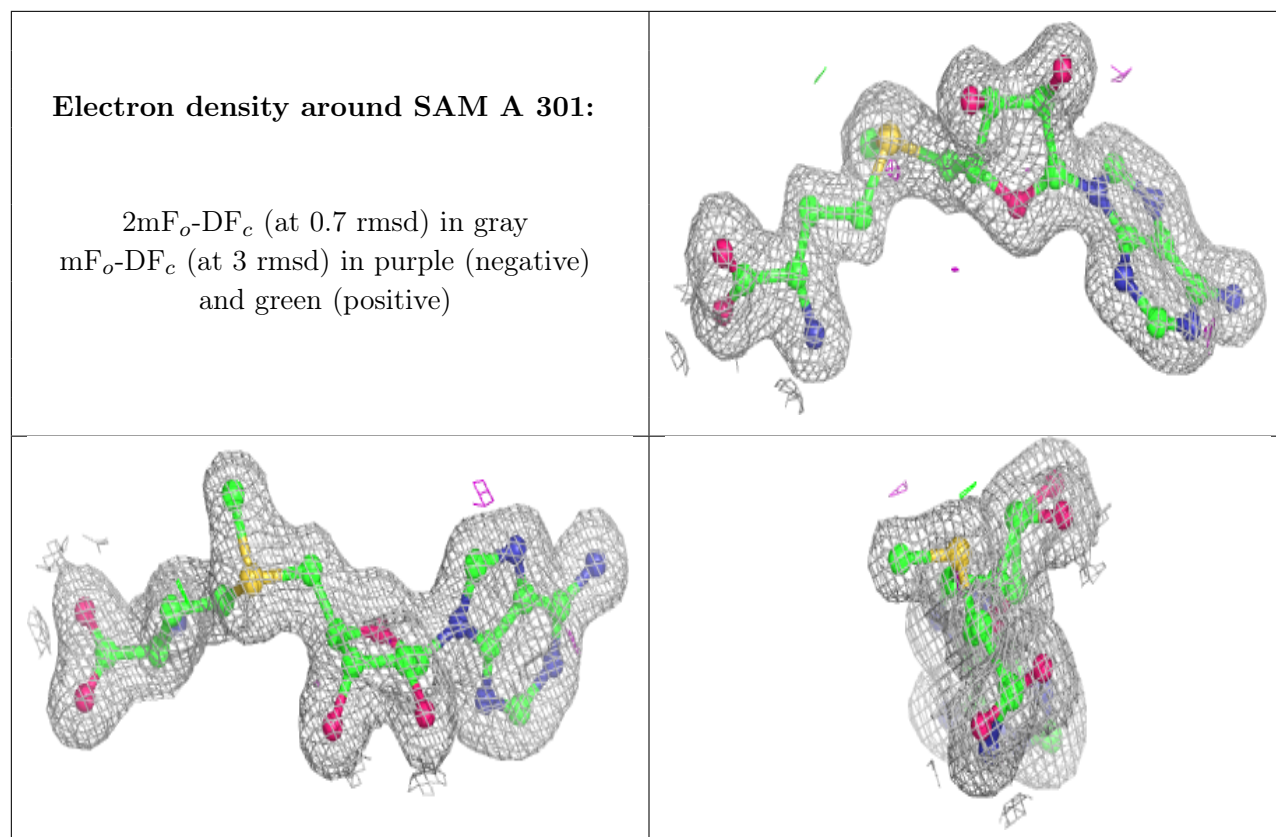 Electron density around SAM A 301:
2mFo-DFc (at 0.7 rmsd) in gray
mFo-DFc (at 3 rmsd) in purple (negative)
and green (positive)